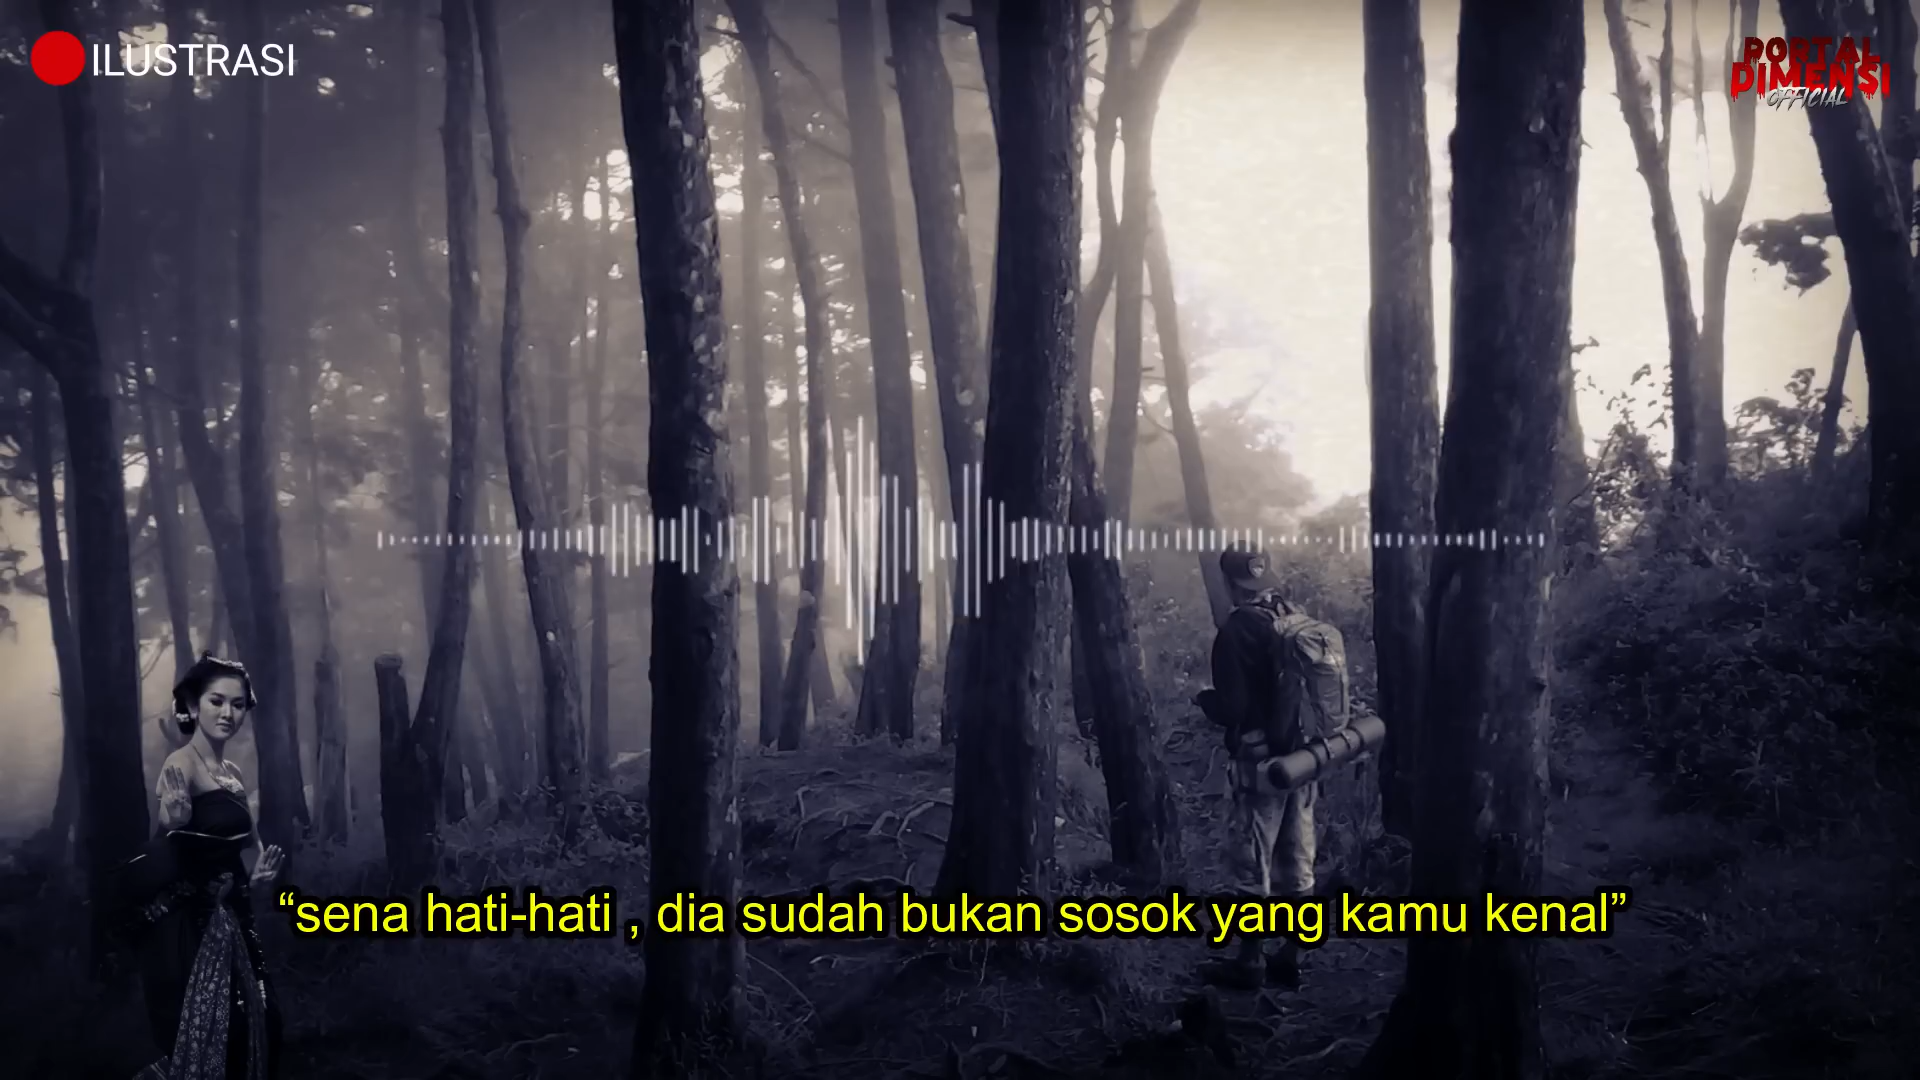 ILUSTRASI
PORTAL
DIMENSI
OFFICIAL
“sena hati-hati , dia sudah bukan sosok yang kamu kenal”